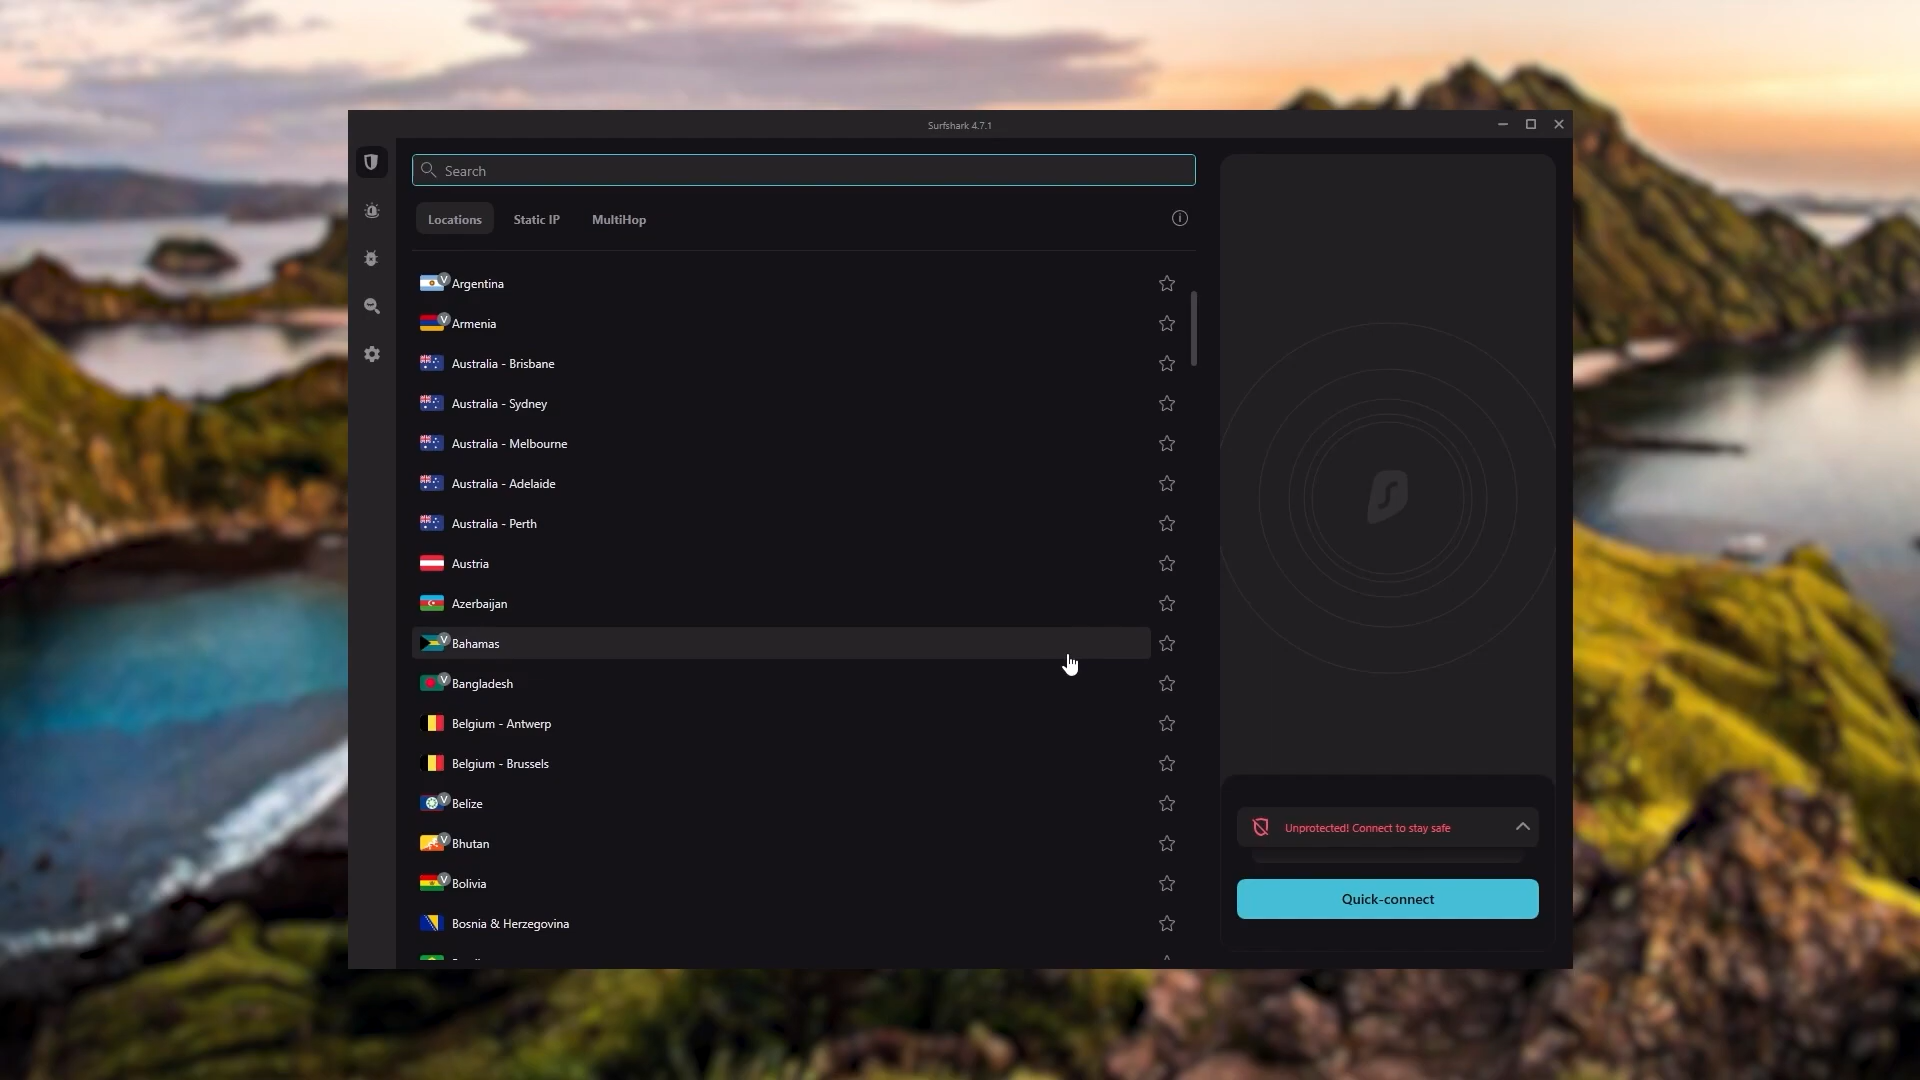 Surfshark 4.7.1
Search
Locations Static IP MultiHop
V Argentina
V Armenia
Australia - Brisbane
Australia - Sydney
Australia - Melbourne
Australia - Adelaide
Australia - Perth
Austria
Azerbaijan
V Bahamas
V Bangladesh
Belgium - Antwerp
Belgium - Brussels
V Belize
V Bhutan
V Bolivia
Bosnia & Herzegovina
Unprotected! Connect to stay safe
Quick-connect